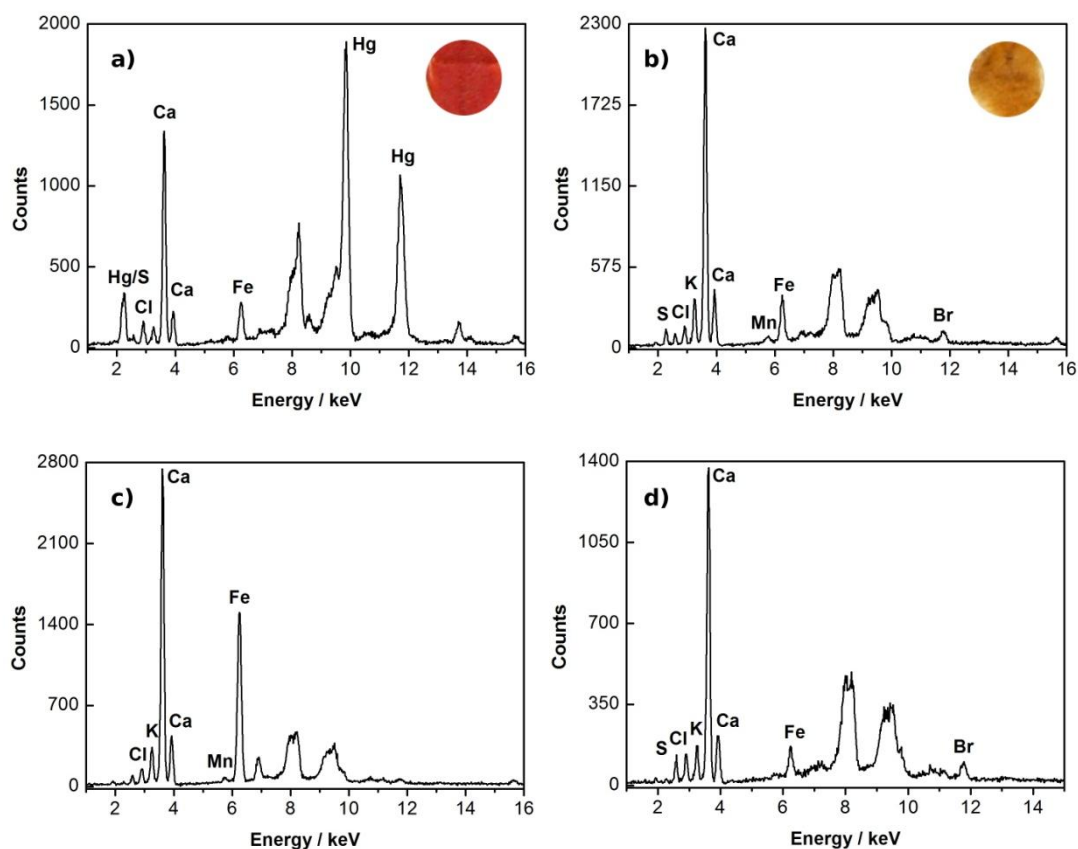 a)
2000
1500
1000
500
0
Counts
Hg/S
Cl
Ca
Ca
Fe
Hg
Hg
2 4 6 8 10 12 14 16
Energy / keV
b)
2300
1725
1150
575
0
Counts
S
Cl
K
Ca
Ca
Mn
Fe
Br
2 4 6 8 10 12 14 16
Energy / keV
c)
2800
2100
1400
700
0
Counts
Cl
K
Ca
Ca
Mn
Fe
2 4 6 8 10 12 14 16
Energy / keV
d)
1400
1050
700
350
0
Counts
S
Cl
K
Ca
Ca
Fe
Br
2 4 6 8 10 12 14
Energy / keV